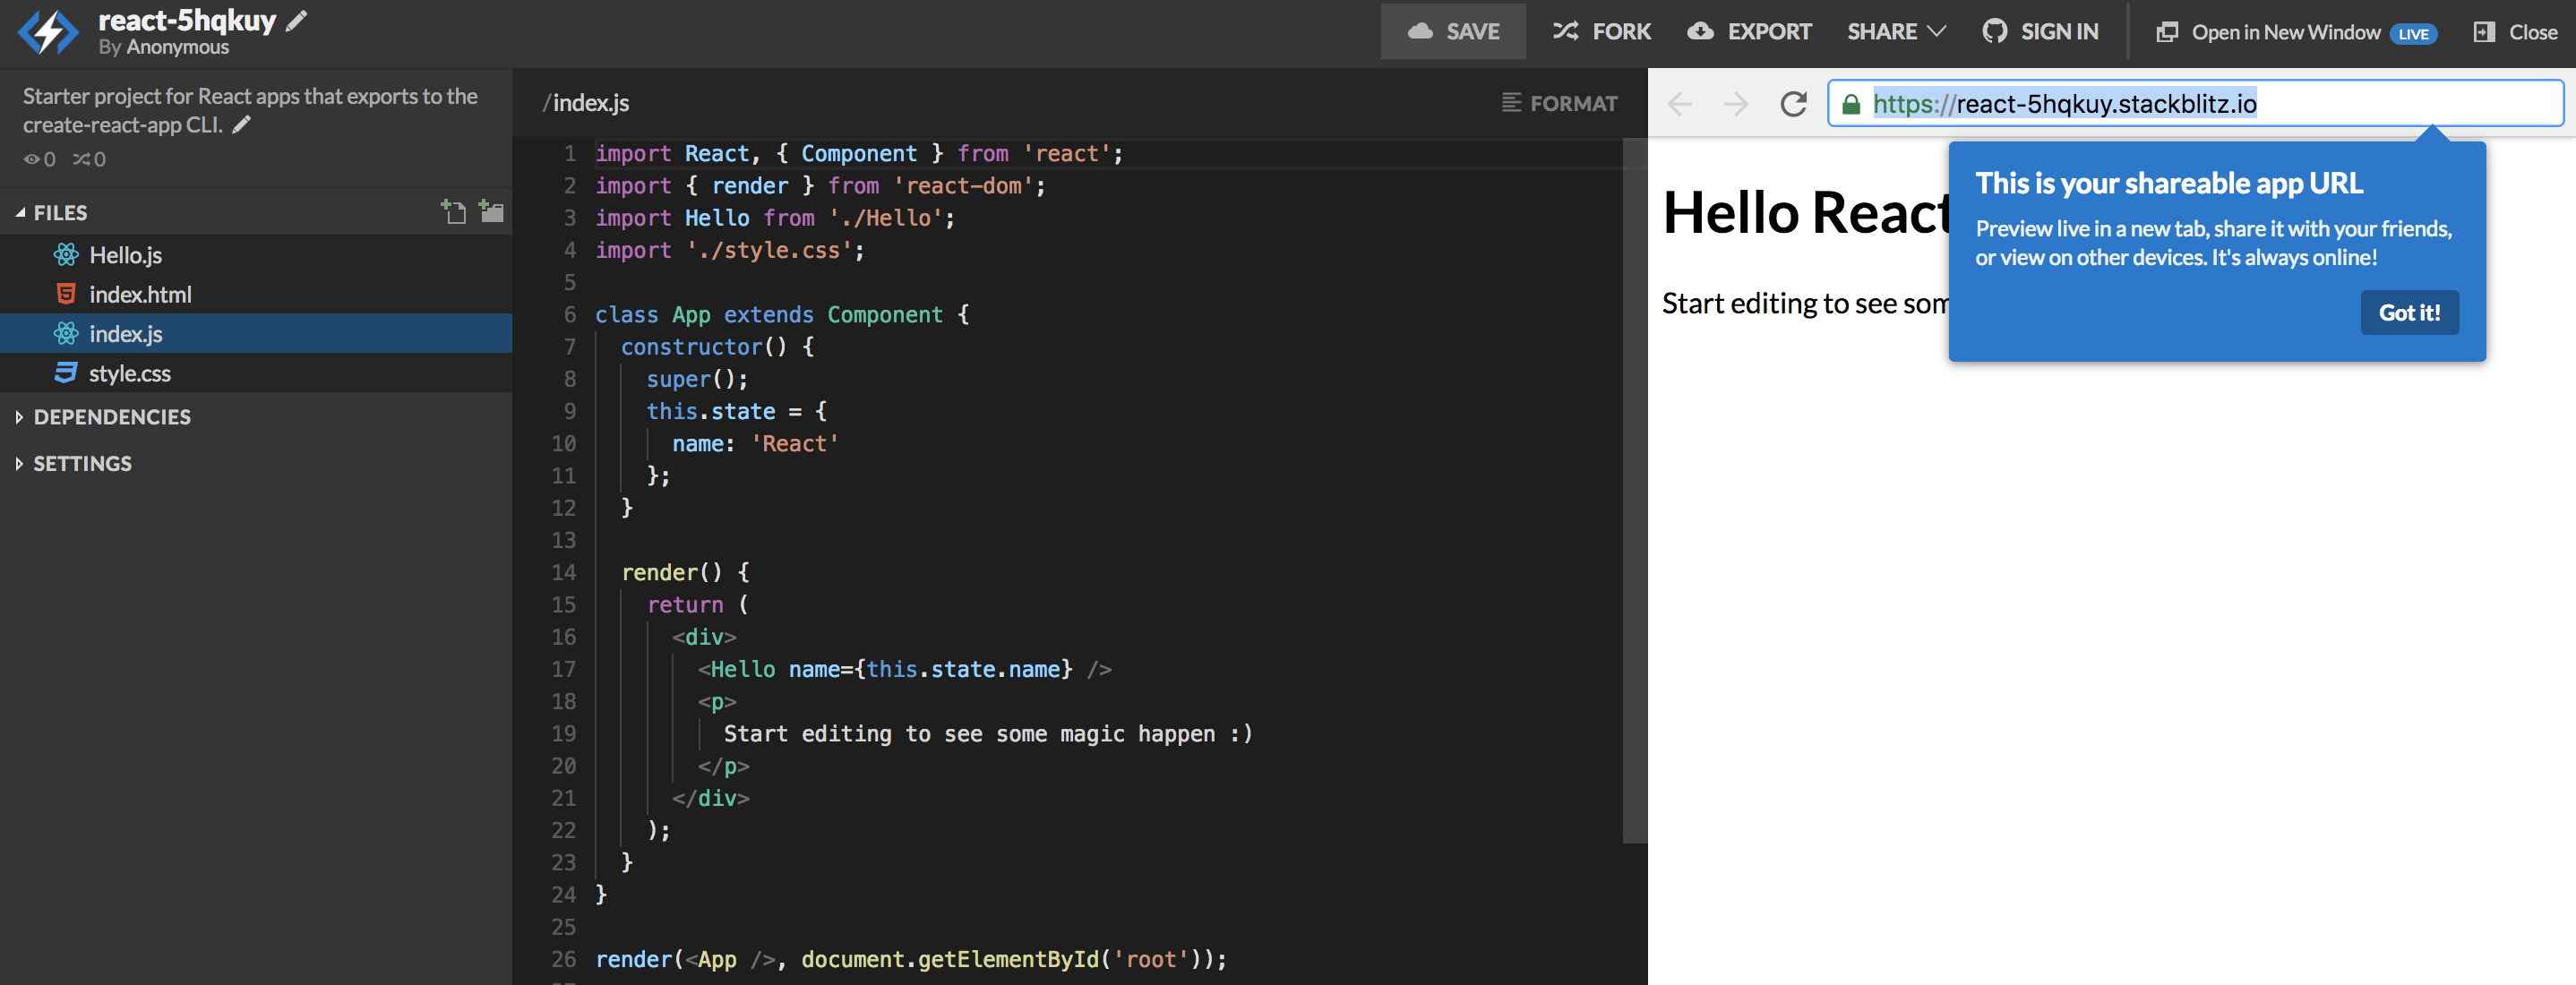 react-5hqkuy
By Anonymous
SAVE
FORK
EXPORT
SHARE
SIGN IN
Open in New Window LIVE
Close
Starter project for React apps that exports to the
create-react-app CLI.
0 0
FILES
Hello.js
index.html
index.js
style.css
DEPENDENCIES
SETTINGS
/index.js
FORMAT
1 import React, { Component } from 'react';
2 import { render } from 'react-dom';
3 import Hello from './Hello';
4 import './style.css';
5
6 class App extends Component {
7 constructor() {
8 super();
9 this.state = {
10 name: 'React'
11 };
12 }
13
14 render() {
15 return (
16 <div>
17 <Hello name={this.state.name} />
18 <p>
19 Start editing to see some magic happen :)
20 </p>
21 </div>
22 );
23 }
24 }
25
26 render(<App />, document.getElementById('root'));
https://react-5hqkuy.stackblitz.io
Hello React
Start editing to see som
This is your shareable app URL
Preview live in a new tab, share it with your friends,
or view on other devices. It's always online!
Got it!